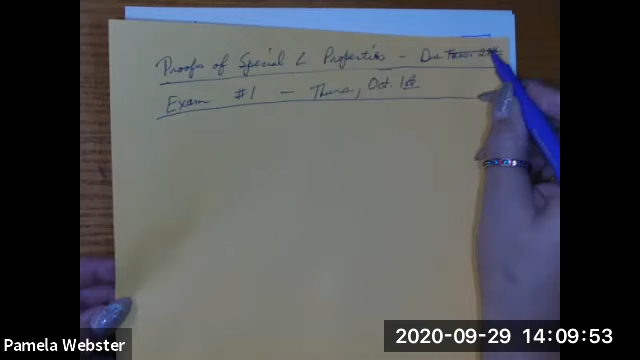 Proofs of Special ∠ Properties - Due
Exam #1 - Thurs., Oct. 1st
Pamela Webster
2020-09-29 14:09:53